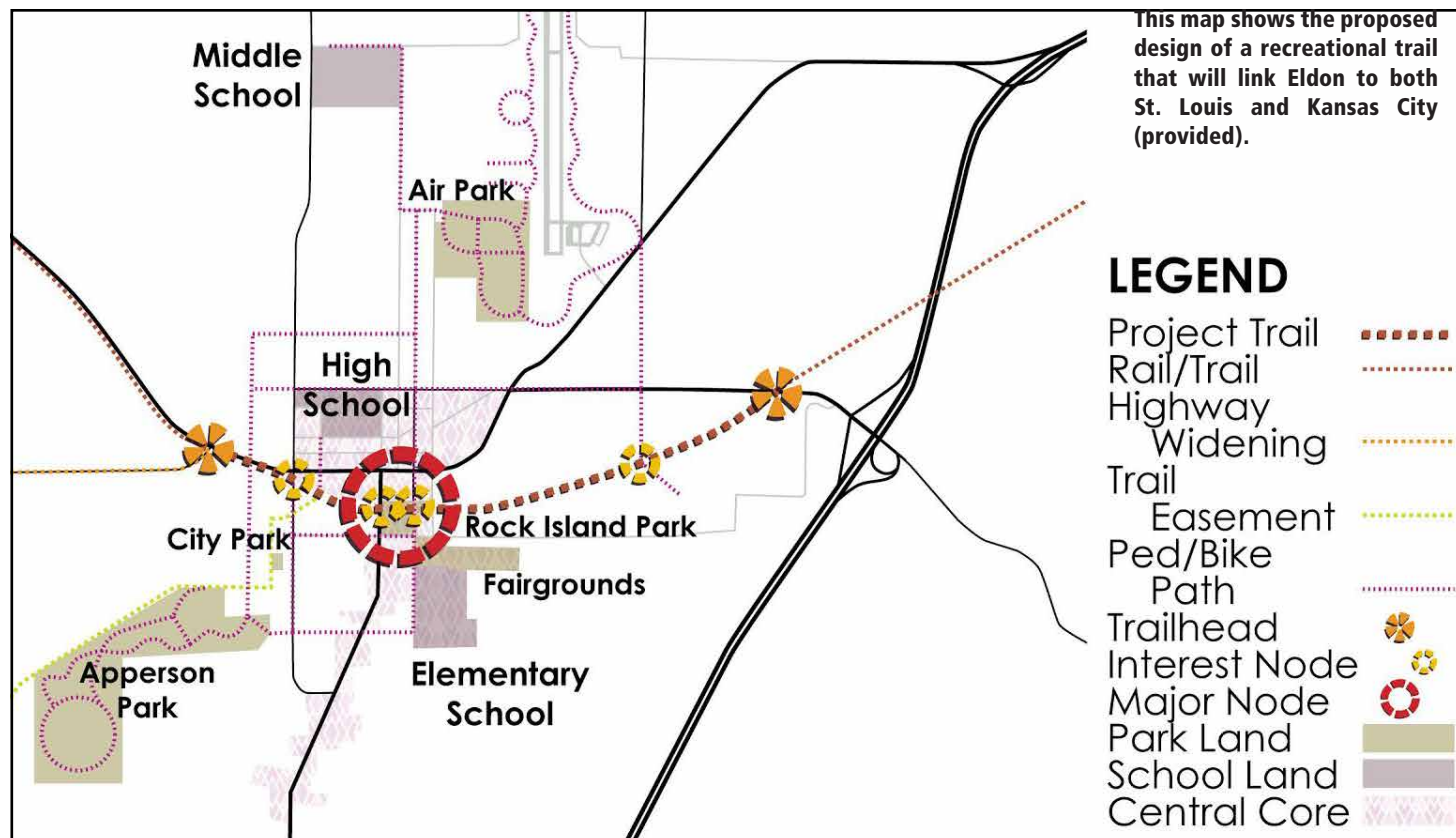 This map shows the proposed
design of a recreational trail
that will link Eldon to both
St. Louis and Kansas City
(provided).
Middle
School
Air Park
High
School
City Park
Rock Island Park
Fairgrounds
Apperson
Park
Elementary
School
LEGEND
Project Trail
Rail/Trail
Highway
Widening
Trail
Easement
Ped/Bike
Path
Trailhead
Interest Node
Major Node
Park Land
School Land
Central Core